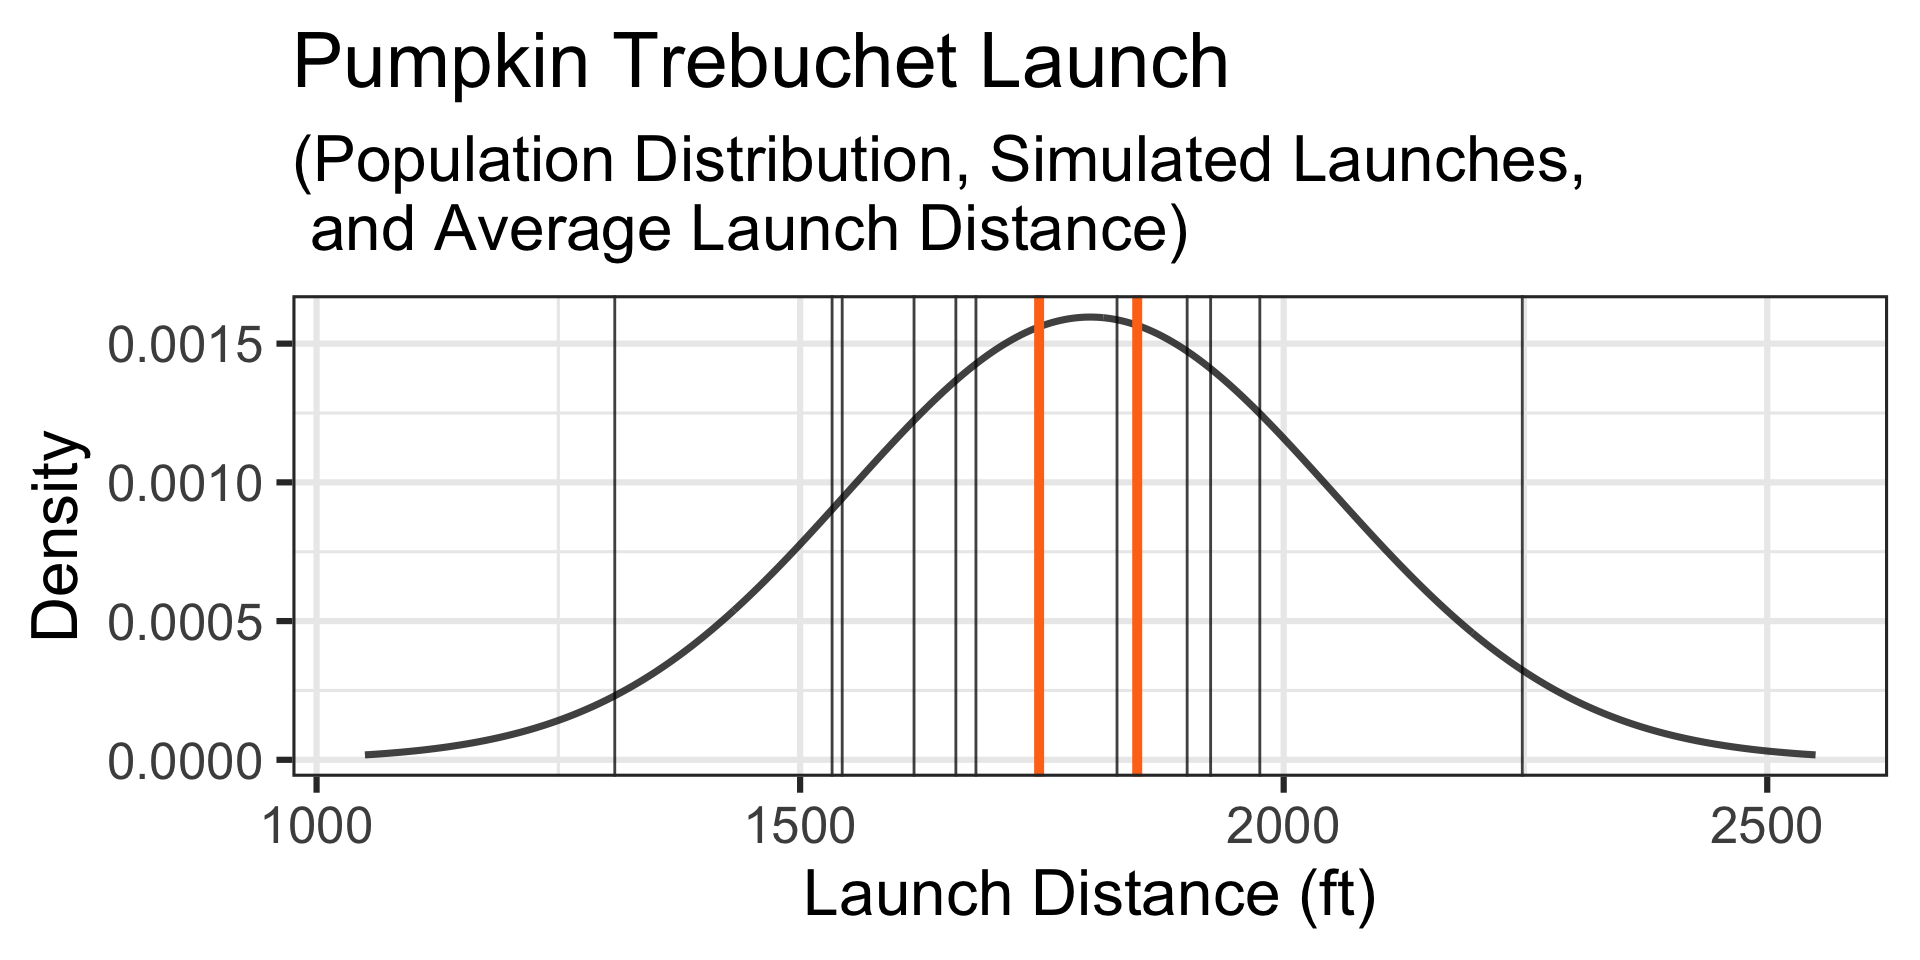 Pumpkin Trebuchet Launch
(Population Distribution, Simulated Launches,
and Average Launch Distance)
Density
0.0015
0.0010
0.0005
0.0000
1000 1500 2000 2500
Launch Distance (ft)